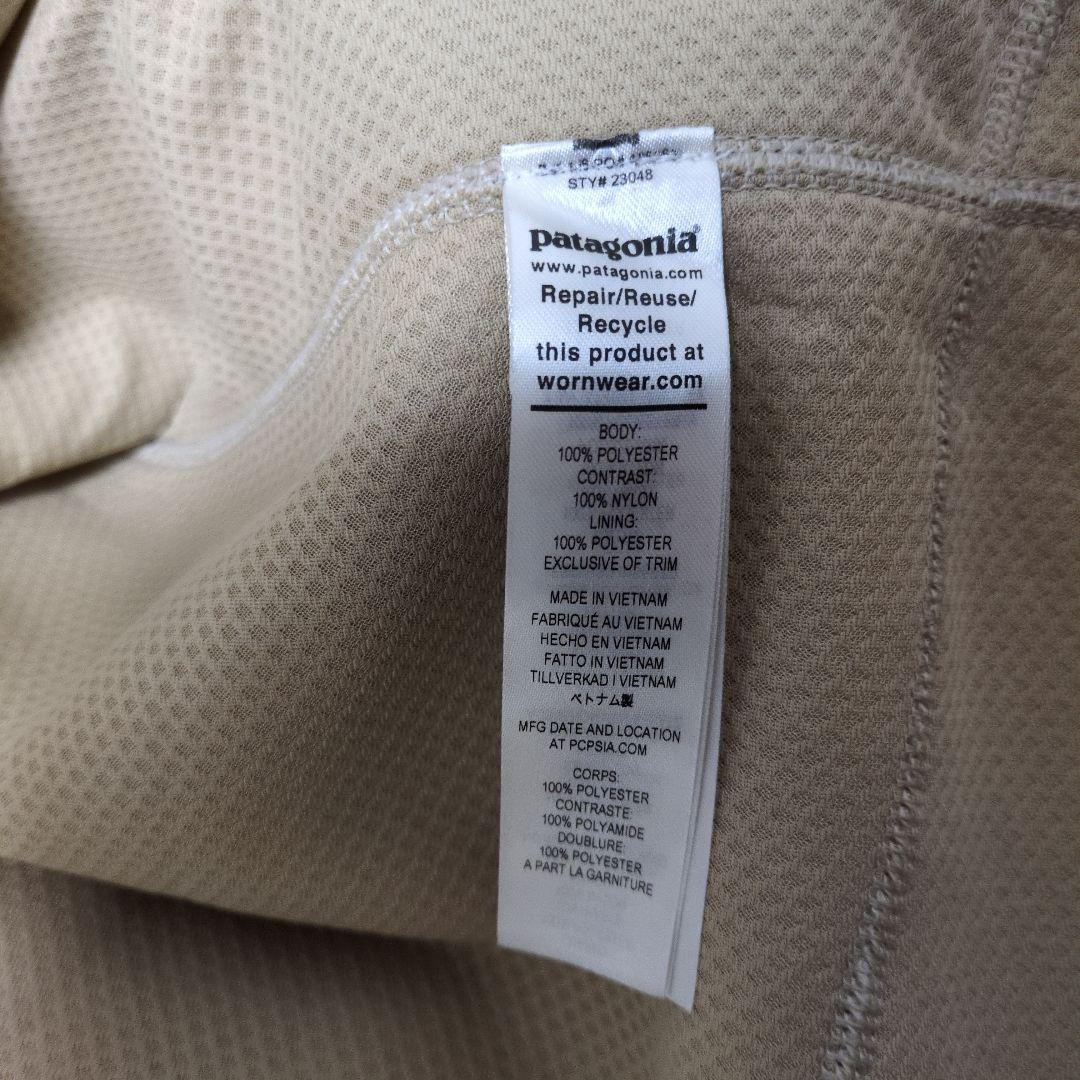 STY# 23048
patagonia®
www.patagonia.com
Repair/Reuse/
Recycle
this product at
wornwear.com
BODY:
100% POLYESTER
CONTRAST:
100% NYLON
LINING:
100% POLYESTER
EXCLUSIVE OF TRIM
MADE IN VIETNAM
FABRIQUÉ AU VIETNAM
HECHO EN VIETNAM
FATTO IN VIETNAM
TILLVERKAD I VIETNAM
ベトナム製
MFG DATE AND LOCATION
AT PCPSIA.COM
CORPS:
100% POLYESTER
CONTRASTE:
100% POLYAMIDE
DOUBLURE:
100% POLYESTER
A PART LA GARNITURE